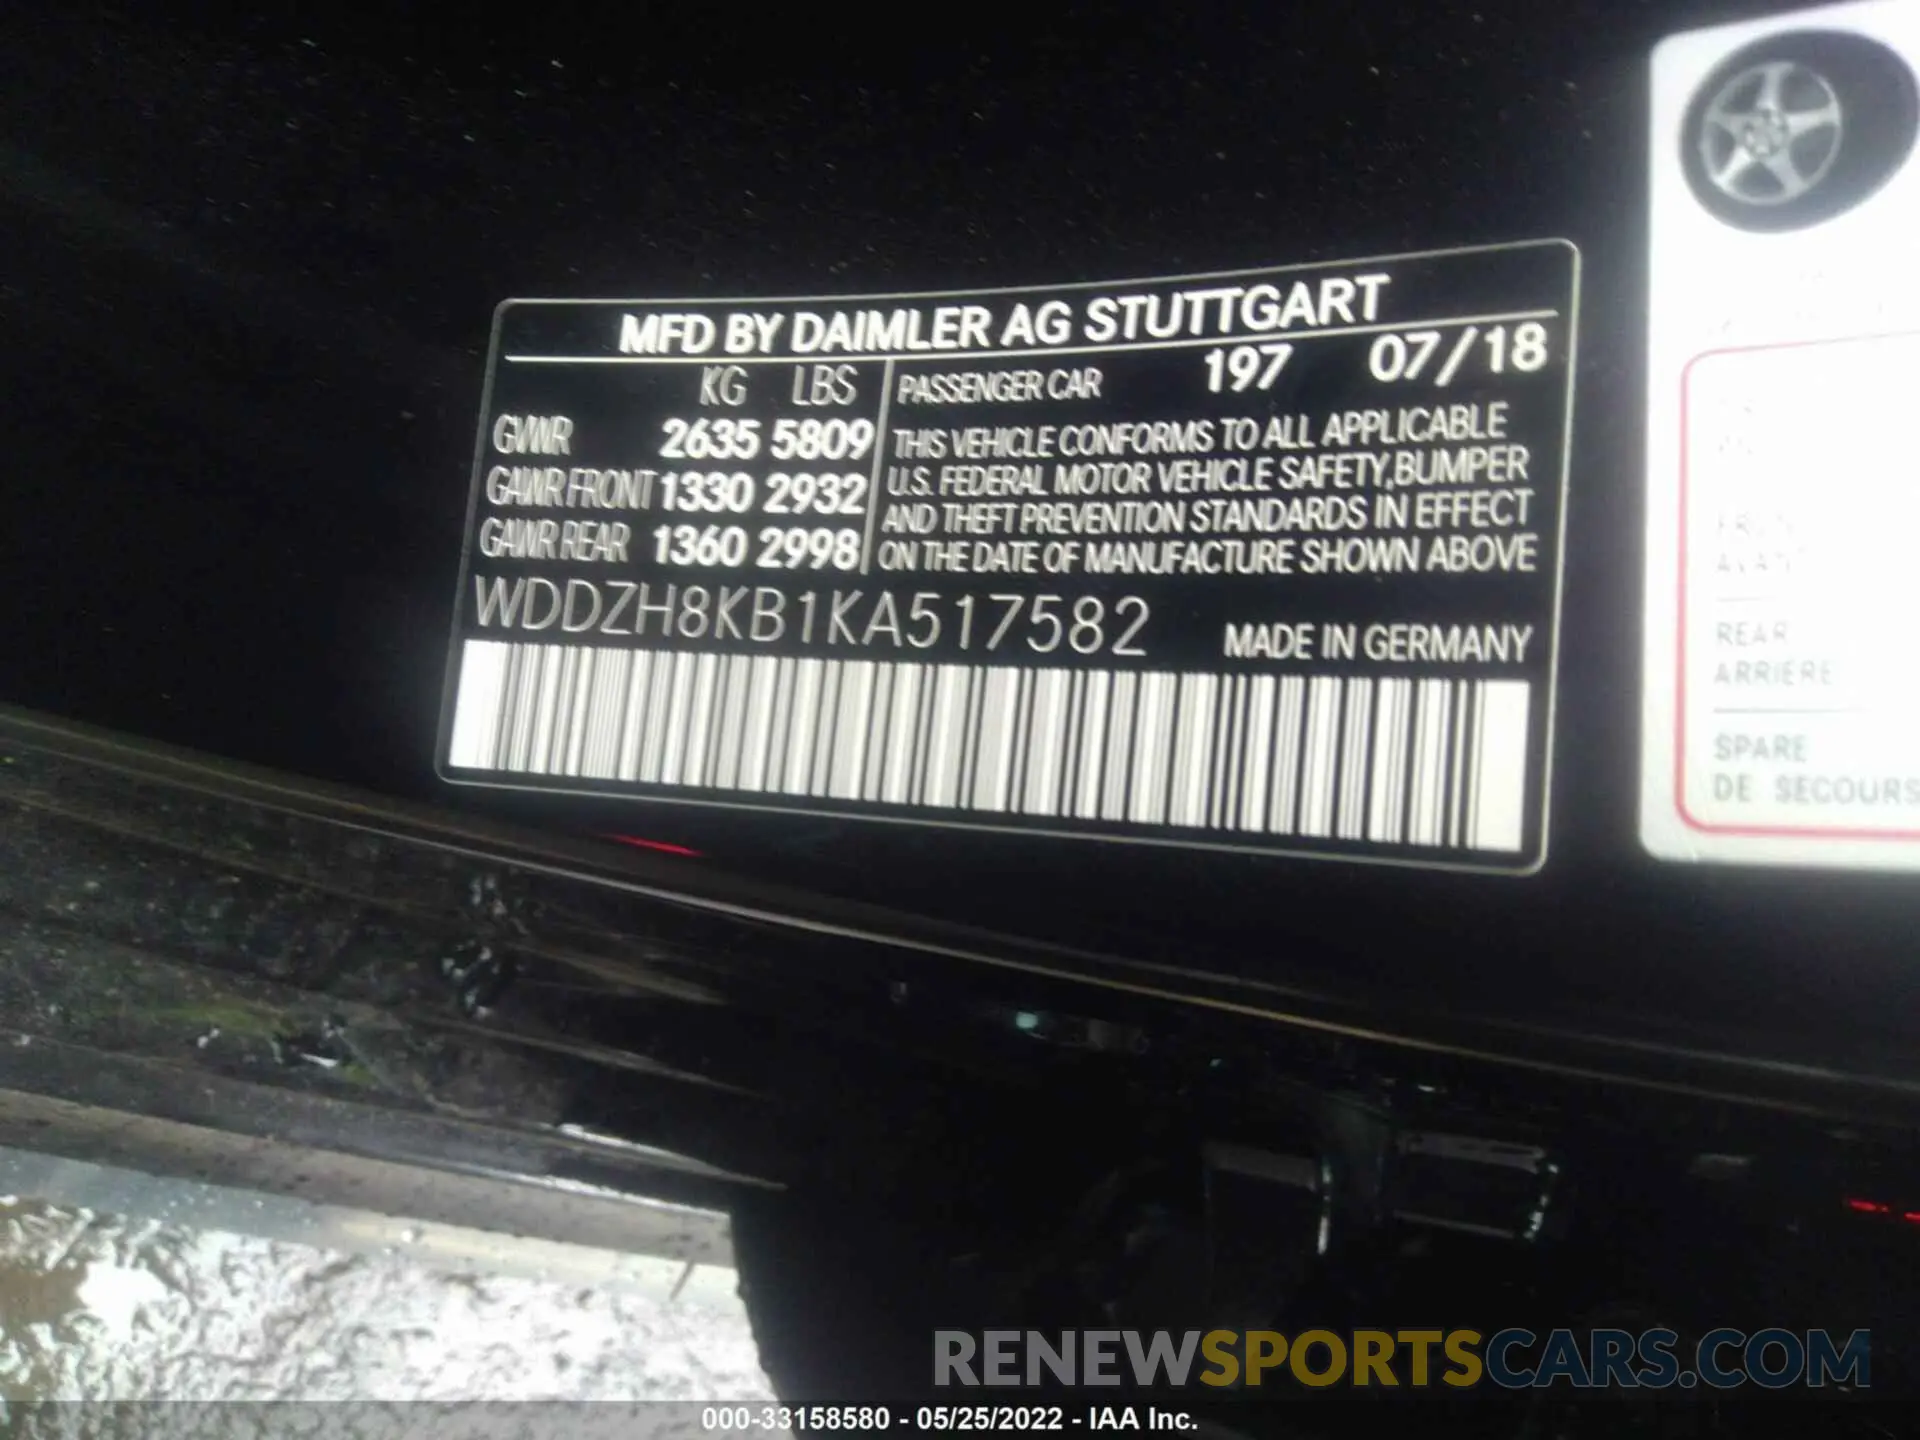 MFD BY DAIMLER AG STUTTGART
KG LBS
GVWR 2635 5809
GAWR FRONT 1330 2932
GAWR REAR 1360 2998
PASSENGER CAR 197 07/18
THIS VEHICLE CONFORMS TO ALL APPLICABLE
U.S. FEDERAL MOTOR VEHICLE SAFETY, BUMPER
AND THEFT PREVENTION STANDARDS IN EFFECT
ON THE DATE OF MANUFACTURE SHOWN ABOVE
WDDZH8KB1KA517582
MADE IN GERMANY
REAR
ARRIERE
SPARE
DE SECOURS
RENEWSPORTSCARS.COM
000-33158580 - 05/25/2022 - IAA Inc.